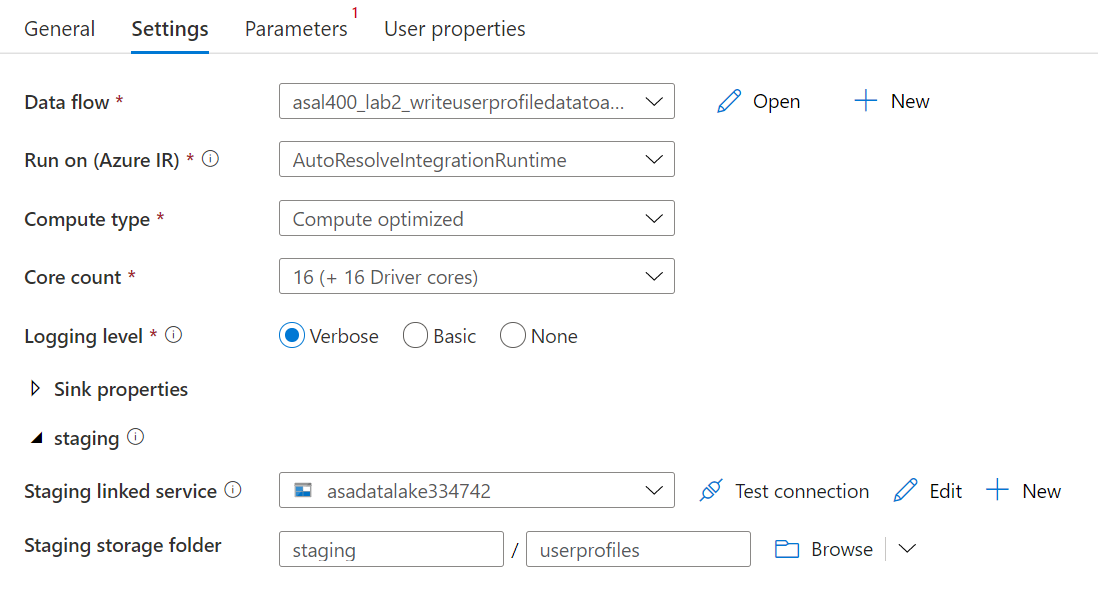 General Settings Parameters 1 User properties
Data flow * asal400_lab2_writeuserprofiledatatoa... Open New
Run on (Azure IR) * AutoResolveIntegrationRuntime
Compute type * Compute optimized
Core count * 16 (+ 16 Driver cores)
Logging level * Verbose Basic None
Sink properties
staging
Staging linked service asadatalake334742 Test connection Edit New
Staging storage folder staging / userprofiles Browse